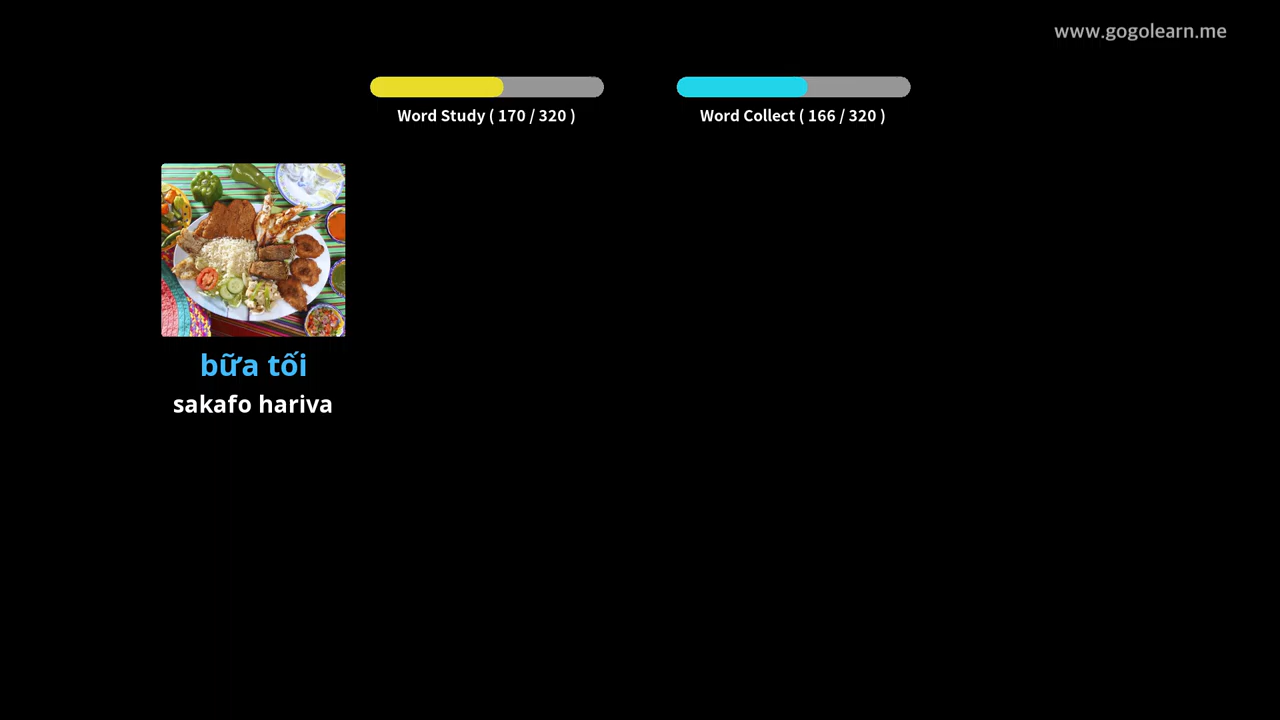 www.gogolearn.me
Word Study ( 170 / 320 )
Word Collect ( 166 / 320 )
bữa tối
sakafo hariva